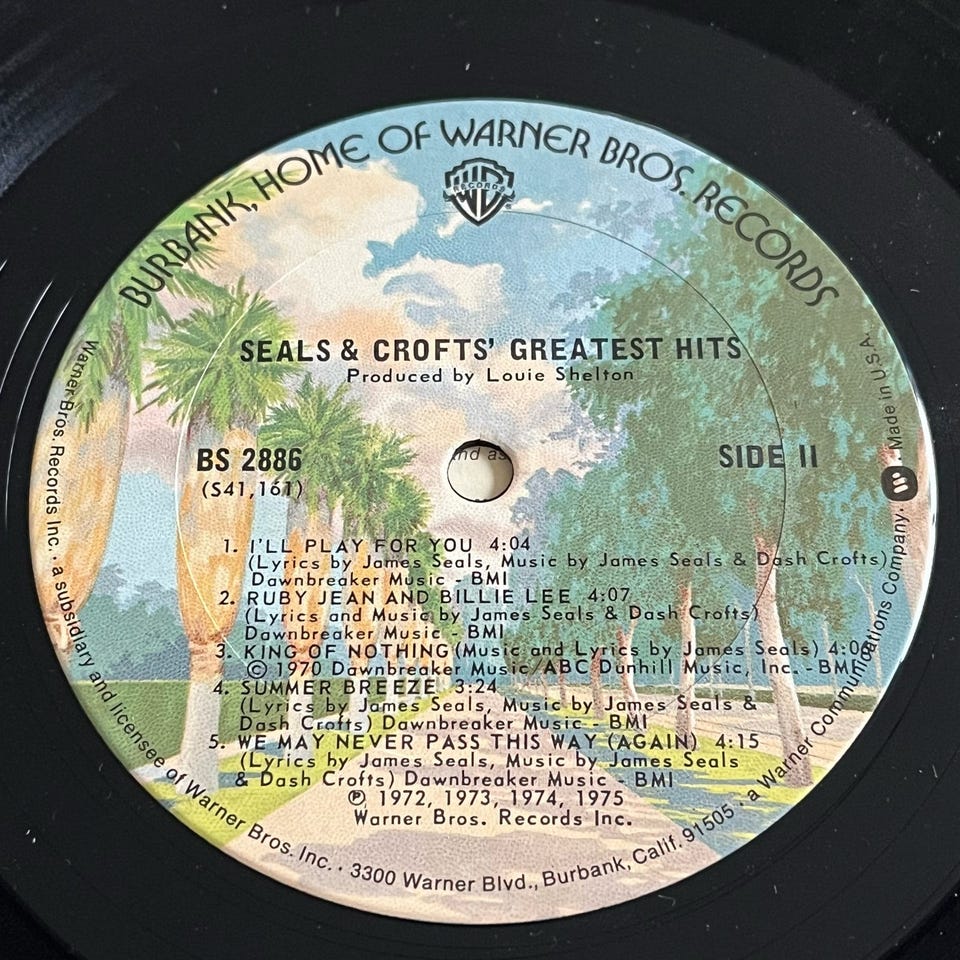 BURBANK, HOME OF WARNER BROS. RECORDS
W B
RECORDS
SEALS & CROFTS' GREATEST HITS
Produced by Louie Shelton
BS 2886
SIDE II
(S41,161)
and as
1. I'LL PLAY FOR YOU 4:04
(Lyrics by James Seals, Music by James Seals & Dash Crofts)
Dawnbreaker Music - BMI
2. RUBY JEAN AND BILLIE LEE 4:07
(Lyrics and Music by James Seals & Dash Crofts)
Dawnbreaker Music - BMI
3. KING OF NOTHING (Music and Lyrics by James Seals)
© 1970 Dawnbreaker Music/ABC Dunhill Music, Inc. - BMI
4. SUMMER BREEZE 3:24
(Lyrics by James Seals, Music by James Seals &
Dash Crofts) Dawnbreaker Music - BMI
5. WE MAY NEVER PASS THIS WAY (AGAIN) 4:15
(Lyrics by James Seals, Music by James Seals
& Dash Crofts) Dawnbreaker Music - BMI
℗ 1972, 1973, 1974, 1975
Warner Bros. Records Inc.
Warner Bros. Records Inc. · a subsidiary and licensee of Warner Bros. Inc. · 3300 Warner Blvd., Burbank, Calif. 91505 · a Warner Communications Company. Made in U.S.A.